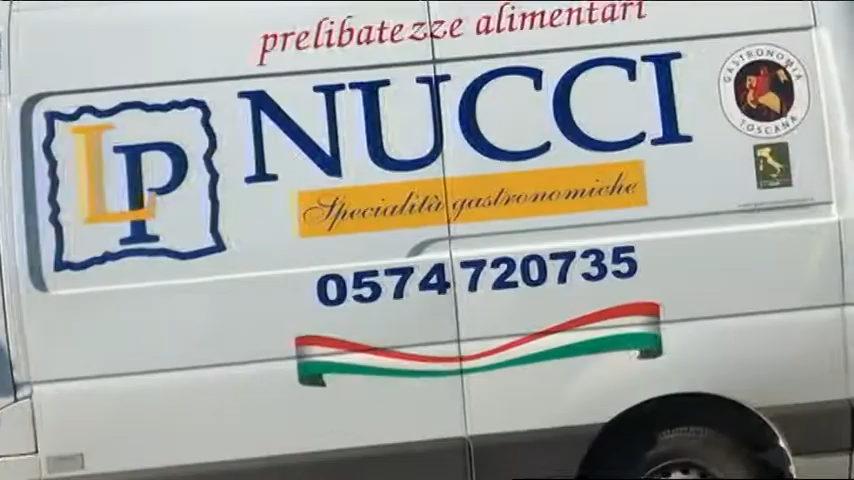 prelibatezze alimentari
LP
NUCCI
GASTRONOMIA
TOSCANA
Specialità gastronomiche
0574 720735